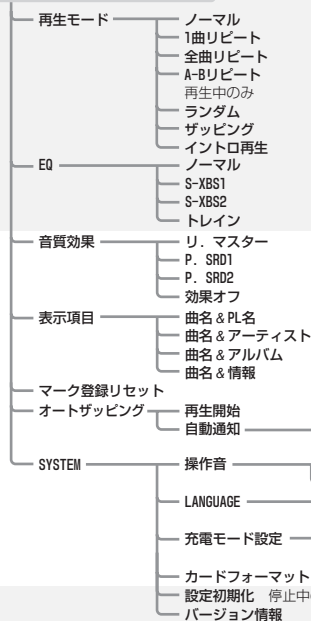 再生モード ノーマル
1曲リピート
全曲リピート
A-Bリピート
再生中のみ
ランダム
ザッピング
イントロ再生
EQ ノーマル
S-XBS1
S-XBS2
トレイン
音質効果 リ．マスター
P．SRD1
P．SRD2
効果オフ
表示項目 曲名&PL名
曲名&アーティスト
曲名&アルバム
曲名&情報
マーク登録リセット
オートザッピング 再生開始
自動通知
SYSTEM 操作音
LANGUAGE
充電モード設定
カードフォーマット
設定初期化 停止中
バージョン情報